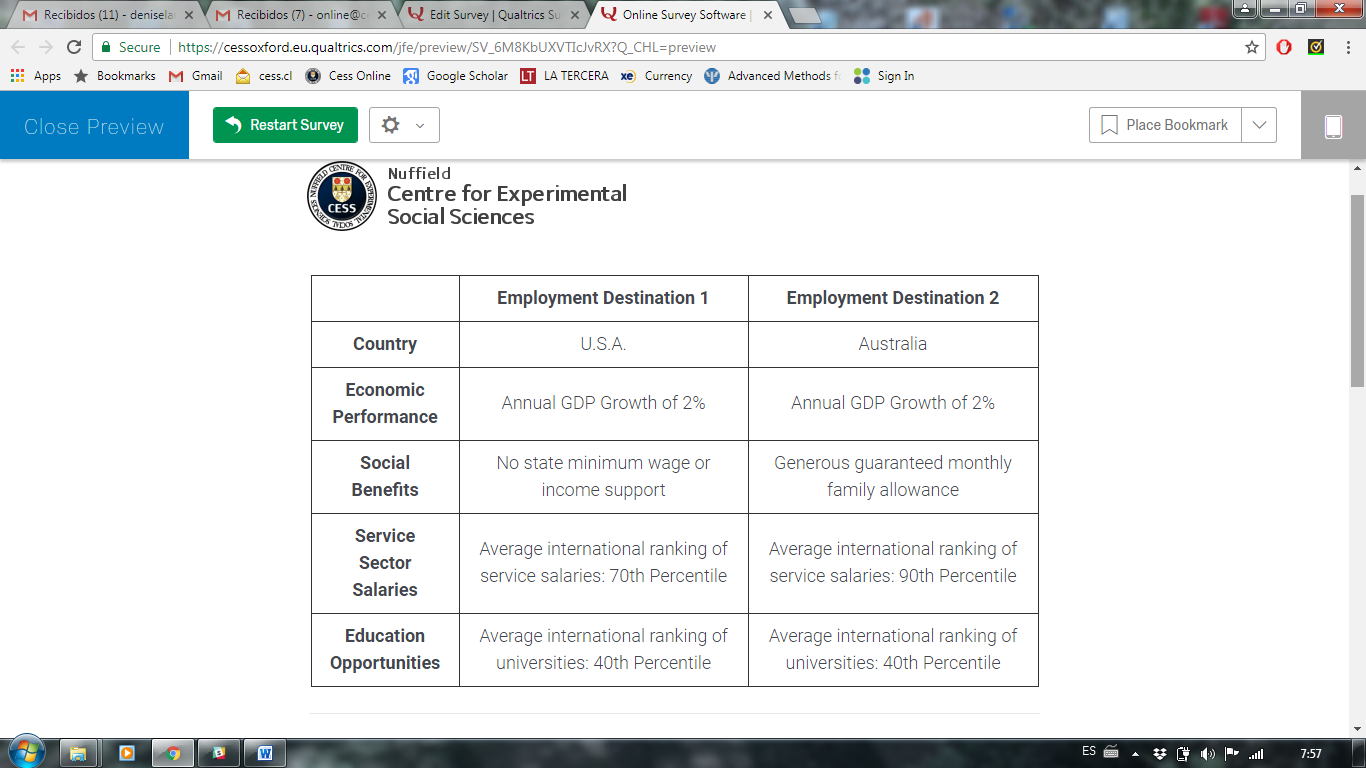 Recibidos (11) - denisela
Recibidos (7) - online@c
Edit Survey | Qualtrics Su
Online Survey Software |
Secure
https://cessoxford.eu.qualtrics.com/jfe/preview/SV_6M8KbUXVTIcJvRX?Q_CHL=preview
Apps
Bookmarks
Gmail
cess.cl
Cess Online
Google Scholar
LT
LA TERCERA
xe
Currency
Advanced Methods f
Sign In
Close Preview
Restart Survey
Place Bookmark
NUFFIELD CENTRE FOR EXPERIMENTAL SOCIAL SCIENCES
CESS
Nuffield
Centre for Experimental
Social Sciences
Employment Destination 1
Employment Destination 2
Country
U.S.A.
Australia
Economic
Performance
Annual GDP Growth of 2%
Annual GDP Growth of 2%
Social
Benefits
No state minimum wage or
income support
Generous guaranteed monthly
family allowance
Service
Sector
Salaries
Average international ranking of
service salaries: 70th Percentile
Average international ranking of
service salaries: 90th Percentile
Education
Opportunities
Average international ranking of
universities: 40th Percentile
Average international ranking of
universities: 40th Percentile
ES
7:57